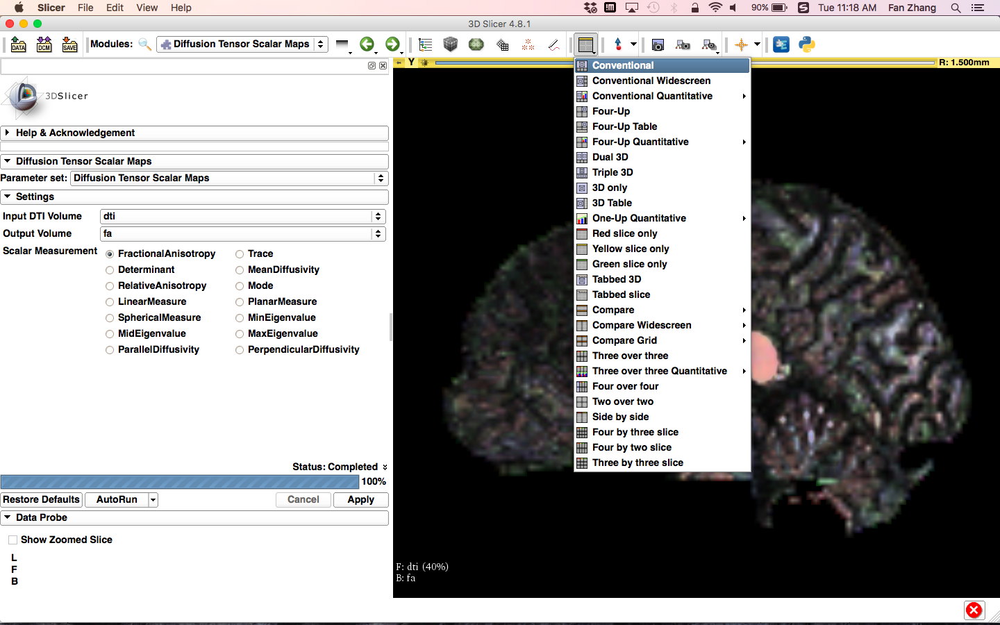 Slicer File Edit View Help 90% Tue 11:18 AM Fan Zhang
3D Slicer 4.8.1
DATA DCM SAVE Modules: Diffusion Tensor Scalar Maps
Y R: 1.500mm
3DSlicer
Help & Acknowledgement
Diffusion Tensor Scalar Maps
Parameter set: Diffusion Tensor Scalar Maps
Settings
Input DTI Volume dti
Output Volume fa
Scalar Measurement FractionalAnisotropy Trace
Determinant MeanDiffusivity
RelativeAnisotropy Mode
LinearMeasure PlanarMeasure
SphericalMeasure MinEigenvalue
MidEigenvalue MaxEigenvalue
ParallelDiffusivity PerpendicularDiffusivity
Status: Completed
100%
Restore Defaults AutoRun Cancel Apply
Data Probe
Show Zoomed Slice
L
F
B
Conventional
Conventional Widescreen
Conventional Quantitative
Four-Up
Four-Up Table
Four-Up Quantitative
Dual 3D
Triple 3D
3D only
3D Table
One-Up Quantitative
Red slice only
Yellow slice only
Green slice only
Tabbed 3D
Tabbed slice
Compare
Compare Widescreen
Compare Grid
Three over three
Three over three Quantitative
Four over four
Two over two
Side by side
Four by three slice
Four by two slice
Three by three slice
F: dti (40%)
B: fa